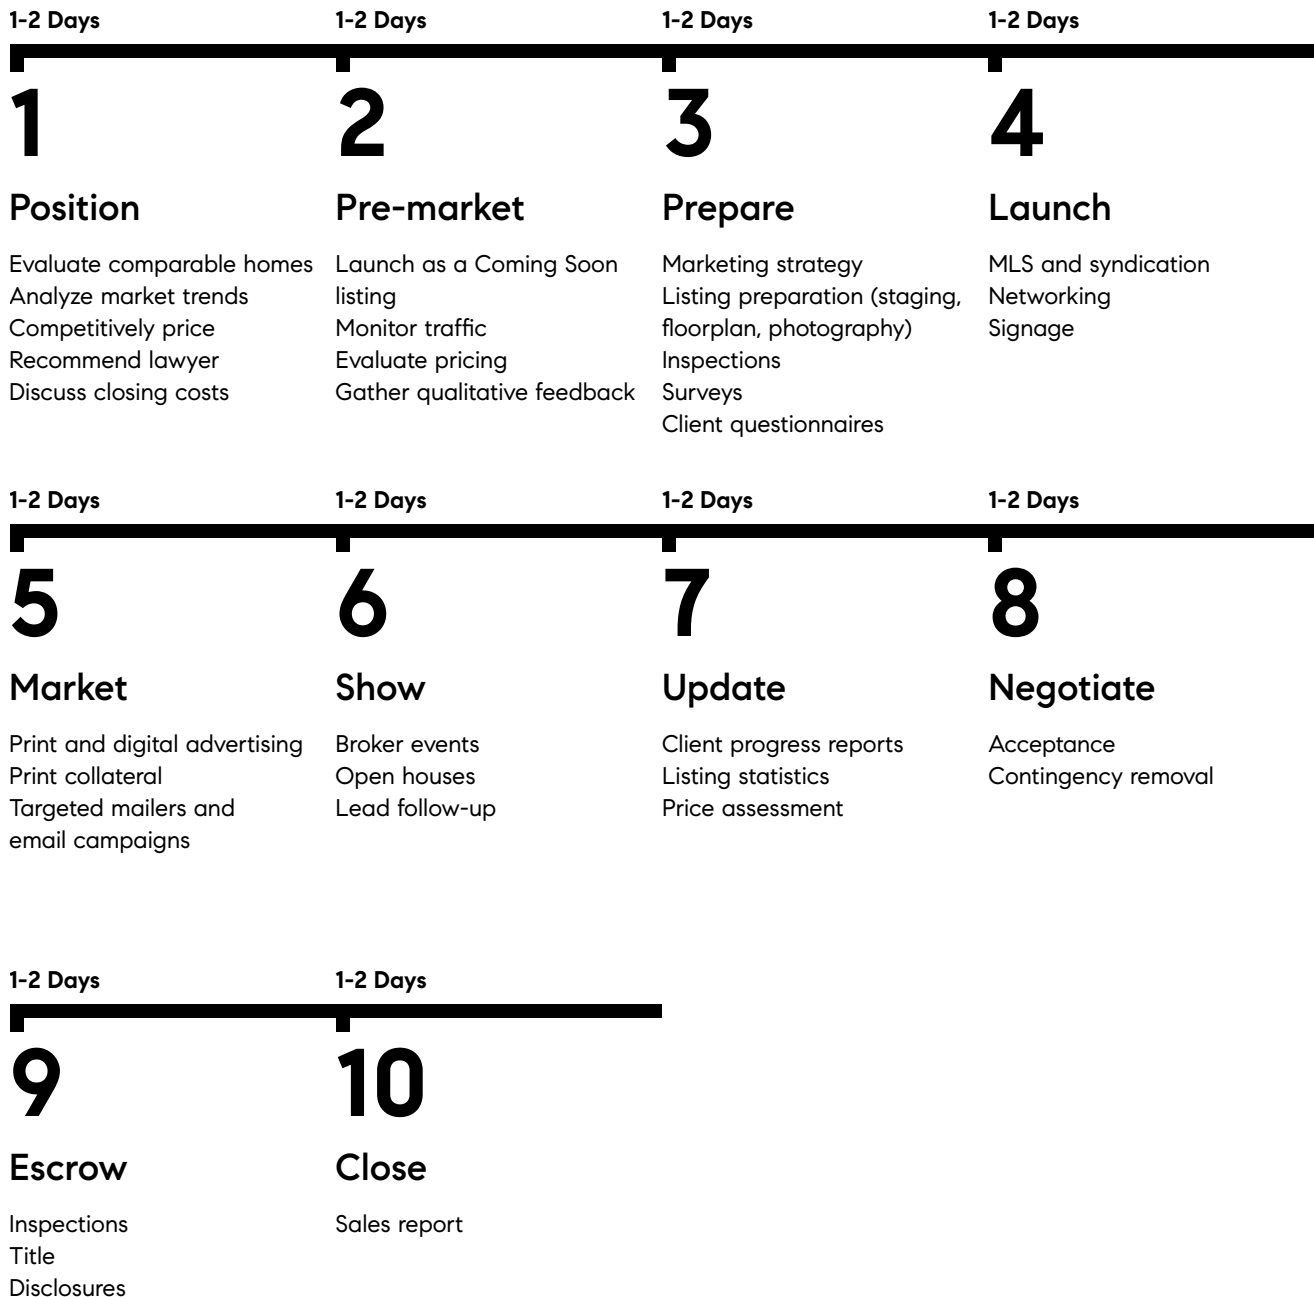 1-2 Days
1
Position
Evaluate comparable homes
Analyze market trends
Competitively price
Recommend lawyer
Discuss closing costs
1-2 Days
2
Pre-market
Launch as a Coming Soon
listing
Monitor traffic
Evaluate pricing
Gather qualitative feedback
1-2 Days
3
Prepare
Marketing strategy
Listing preparation (staging,
floorplan, photography)
Inspections
Surveys
Client questionnaires
1-2 Days
4
Launch
MLS and syndication
Networking
Signage
1-2 Days
5
Market
Print and digital advertising
Print collateral
Targeted mailers and
email campaigns
1-2 Days
6
Show
Broker events
Open houses
Lead follow-up
1-2 Days
7
Update
Client progress reports
Listing statistics
Price assessment
1-2 Days
8
Negotiate
Acceptance
Contingency removal
1-2 Days
9
Escrow
Inspections
Title
Disclosures
1-2 Days
10
Close
Sales report